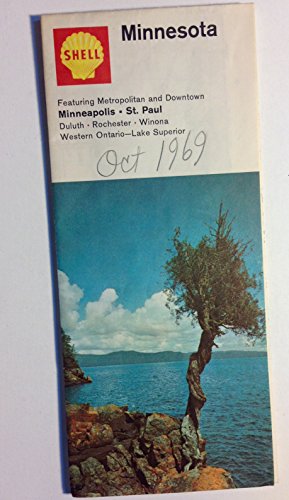 SHELL
Minnesota
Featuring Metropolitan and Downtown
Minneapolis • St. Paul
Duluth • Rochester • Winona
Western Ontario—Lake Superior
Oct 1969